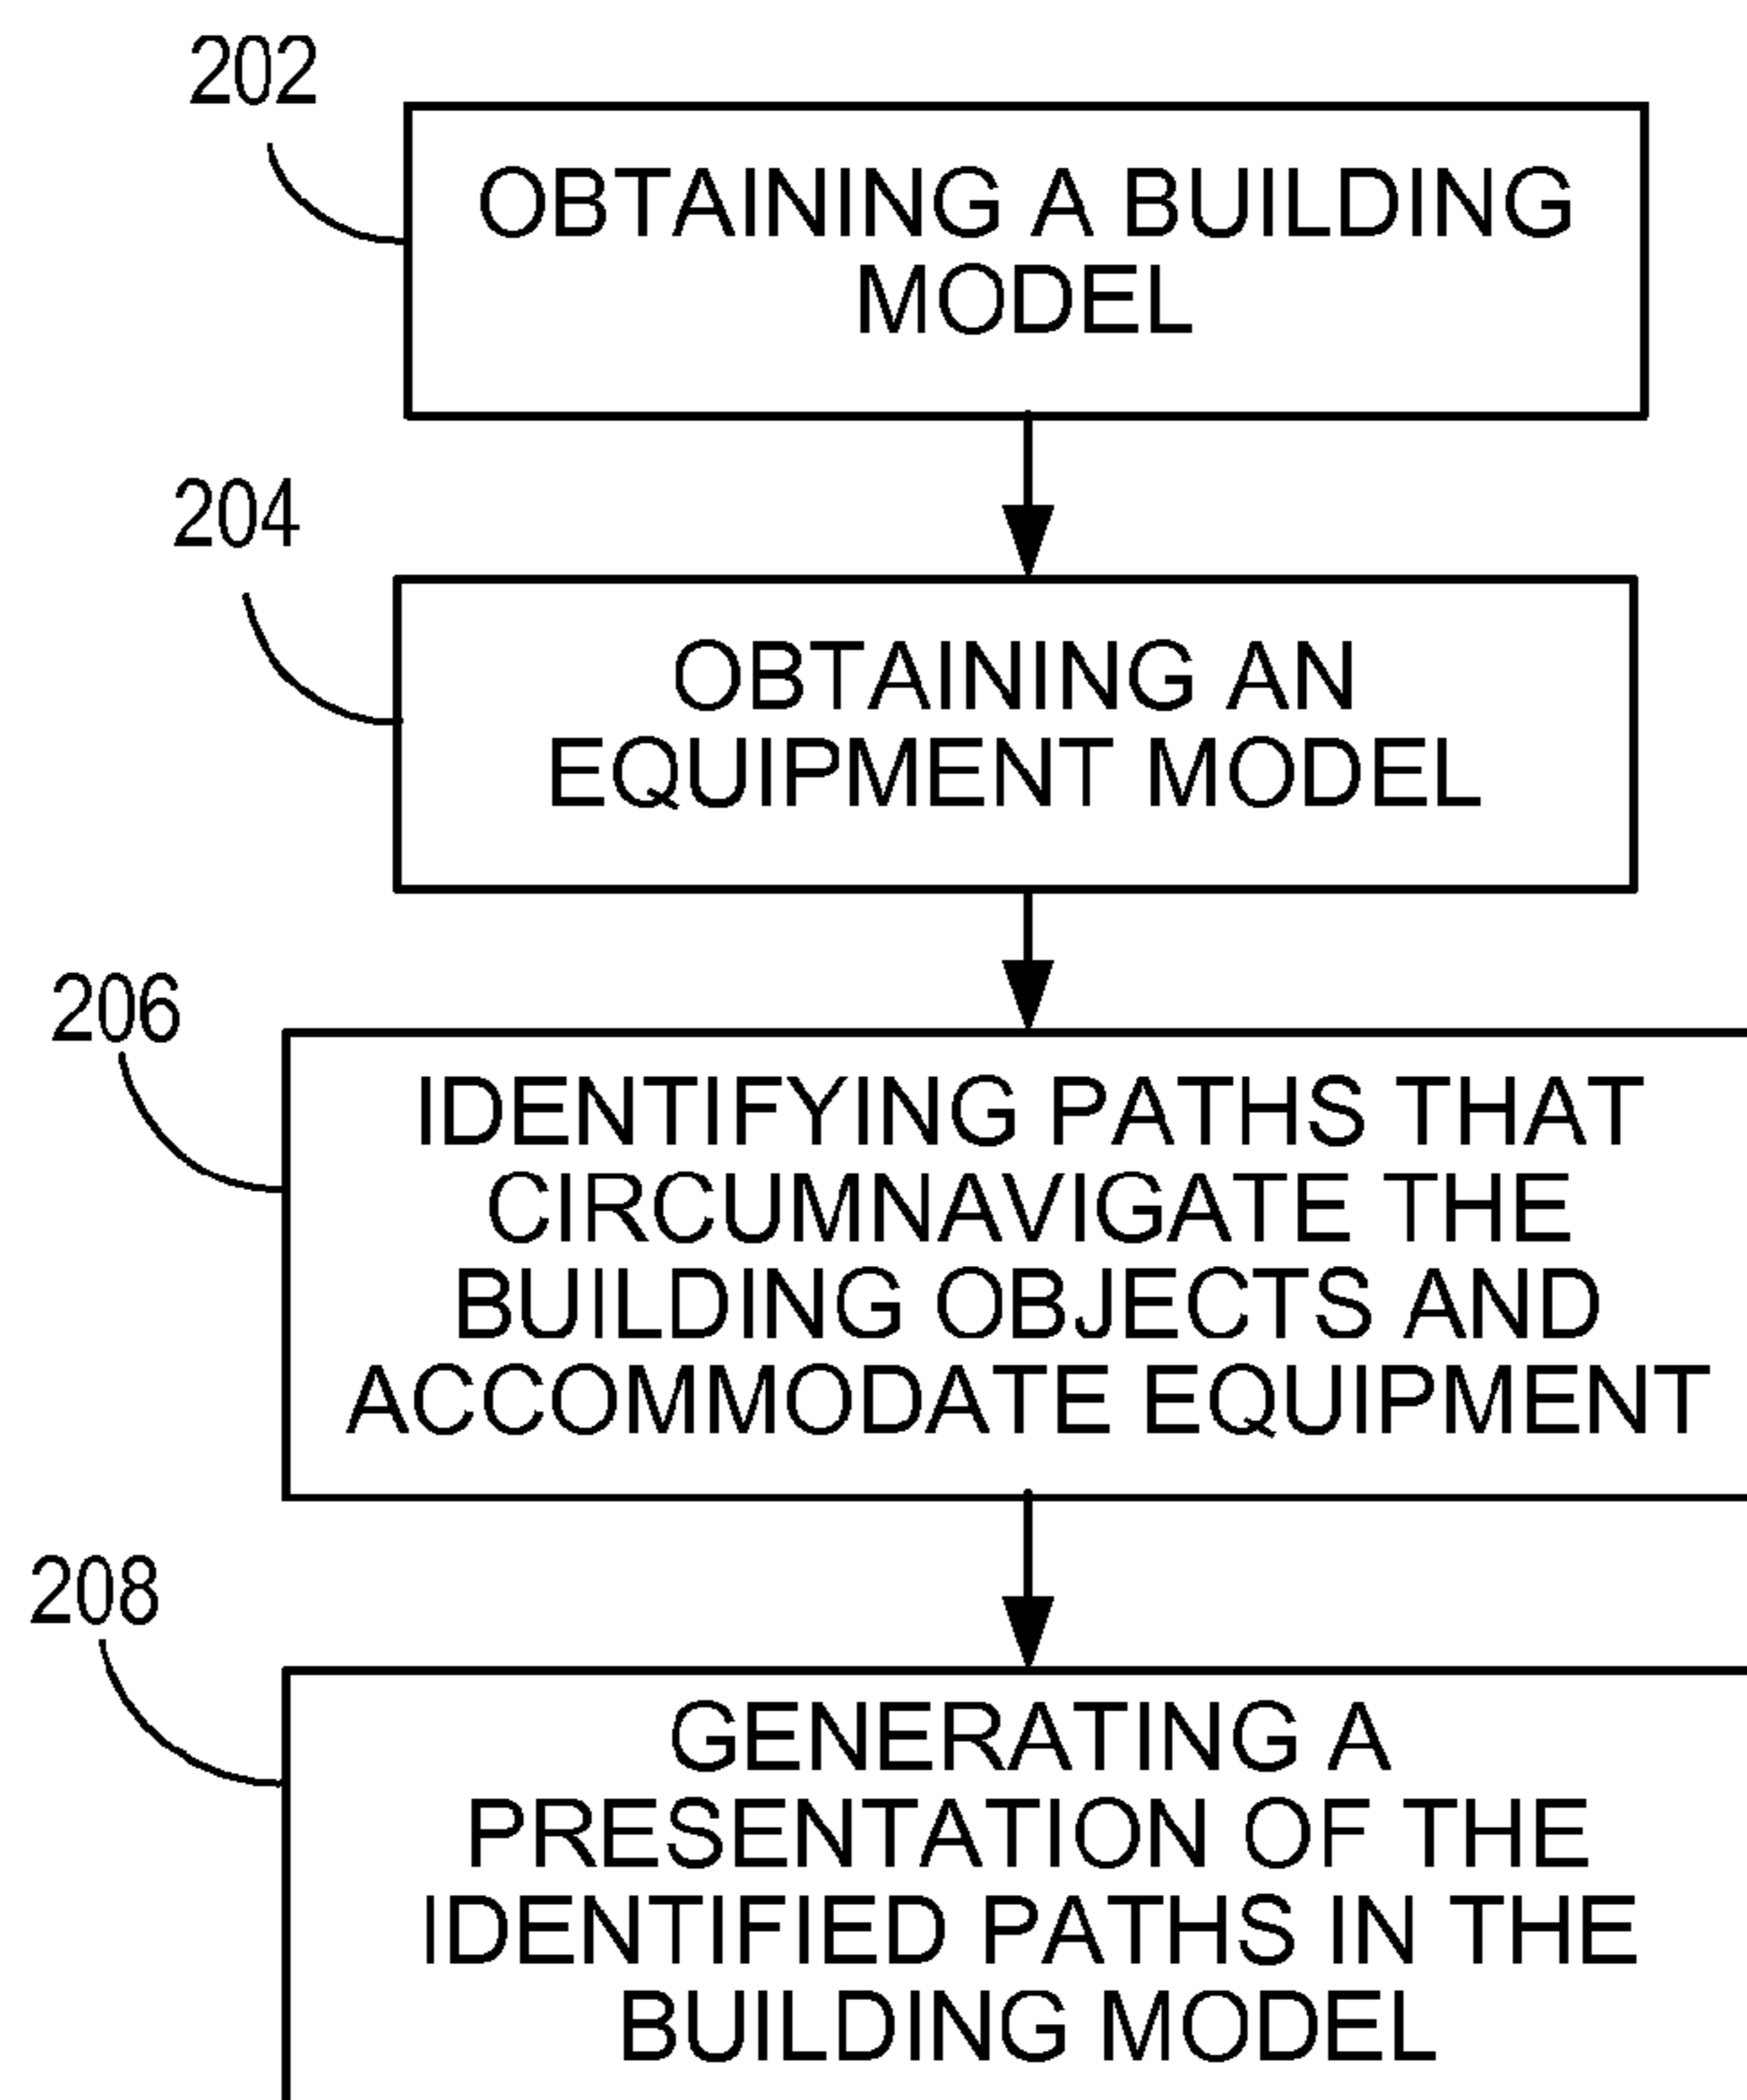 202
OBTAINING A BUILDING
MODEL
204
OBTAINING AN
EQUIPMENT MODEL
206
IDENTIFYING PATHS THAT
CIRCUMNAVIGATE THE
BUILDING OBJECTS AND
ACCOMMODATE EQUIPMENT
208
GENERATING A
PRESENTATION OF THE
IDENTIFIED PATHS IN THE
BUILDING MODEL